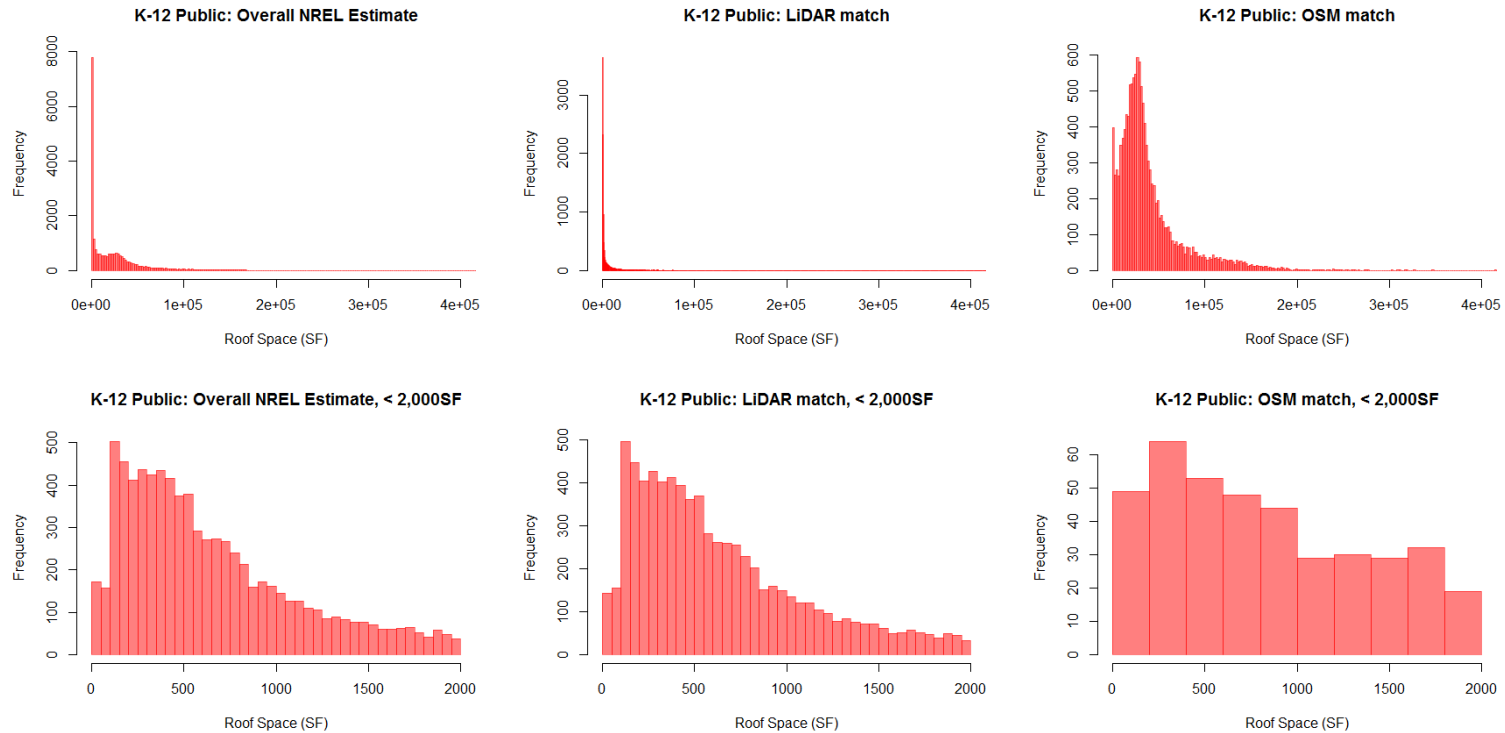 K-12 Public: Overall NREL Estimate
Frequency
0
2000
4000
6000
8000
0e+00
1e+05
2e+05
3e+05
4e+05
Roof Space (SF)
K-12 Public: LiDAR match
Frequency
0
1000
2000
3000
0e+00
1e+05
2e+05
3e+05
4e+05
Roof Space (SF)
K-12 Public: OSM match
Frequency
0
100
200
300
400
500
600
0e+00
1e+05
2e+05
3e+05
4e+05
Roof Space (SF)
K-12 Public: Overall NREL Estimate, < 2,000SF
Frequency
0
100
200
300
400
500
0
500
1000
1500
2000
Roof Space (SF)
K-12 Public: LiDAR match, < 2,000SF
Frequency
0
100
200
300
400
500
0
500
1000
1500
2000
Roof Space (SF)
K-12 Public: OSM match, < 2,000SF
Frequency
0
10
20
30
40
50
60
0
500
1000
1500
2000
Roof Space (SF)